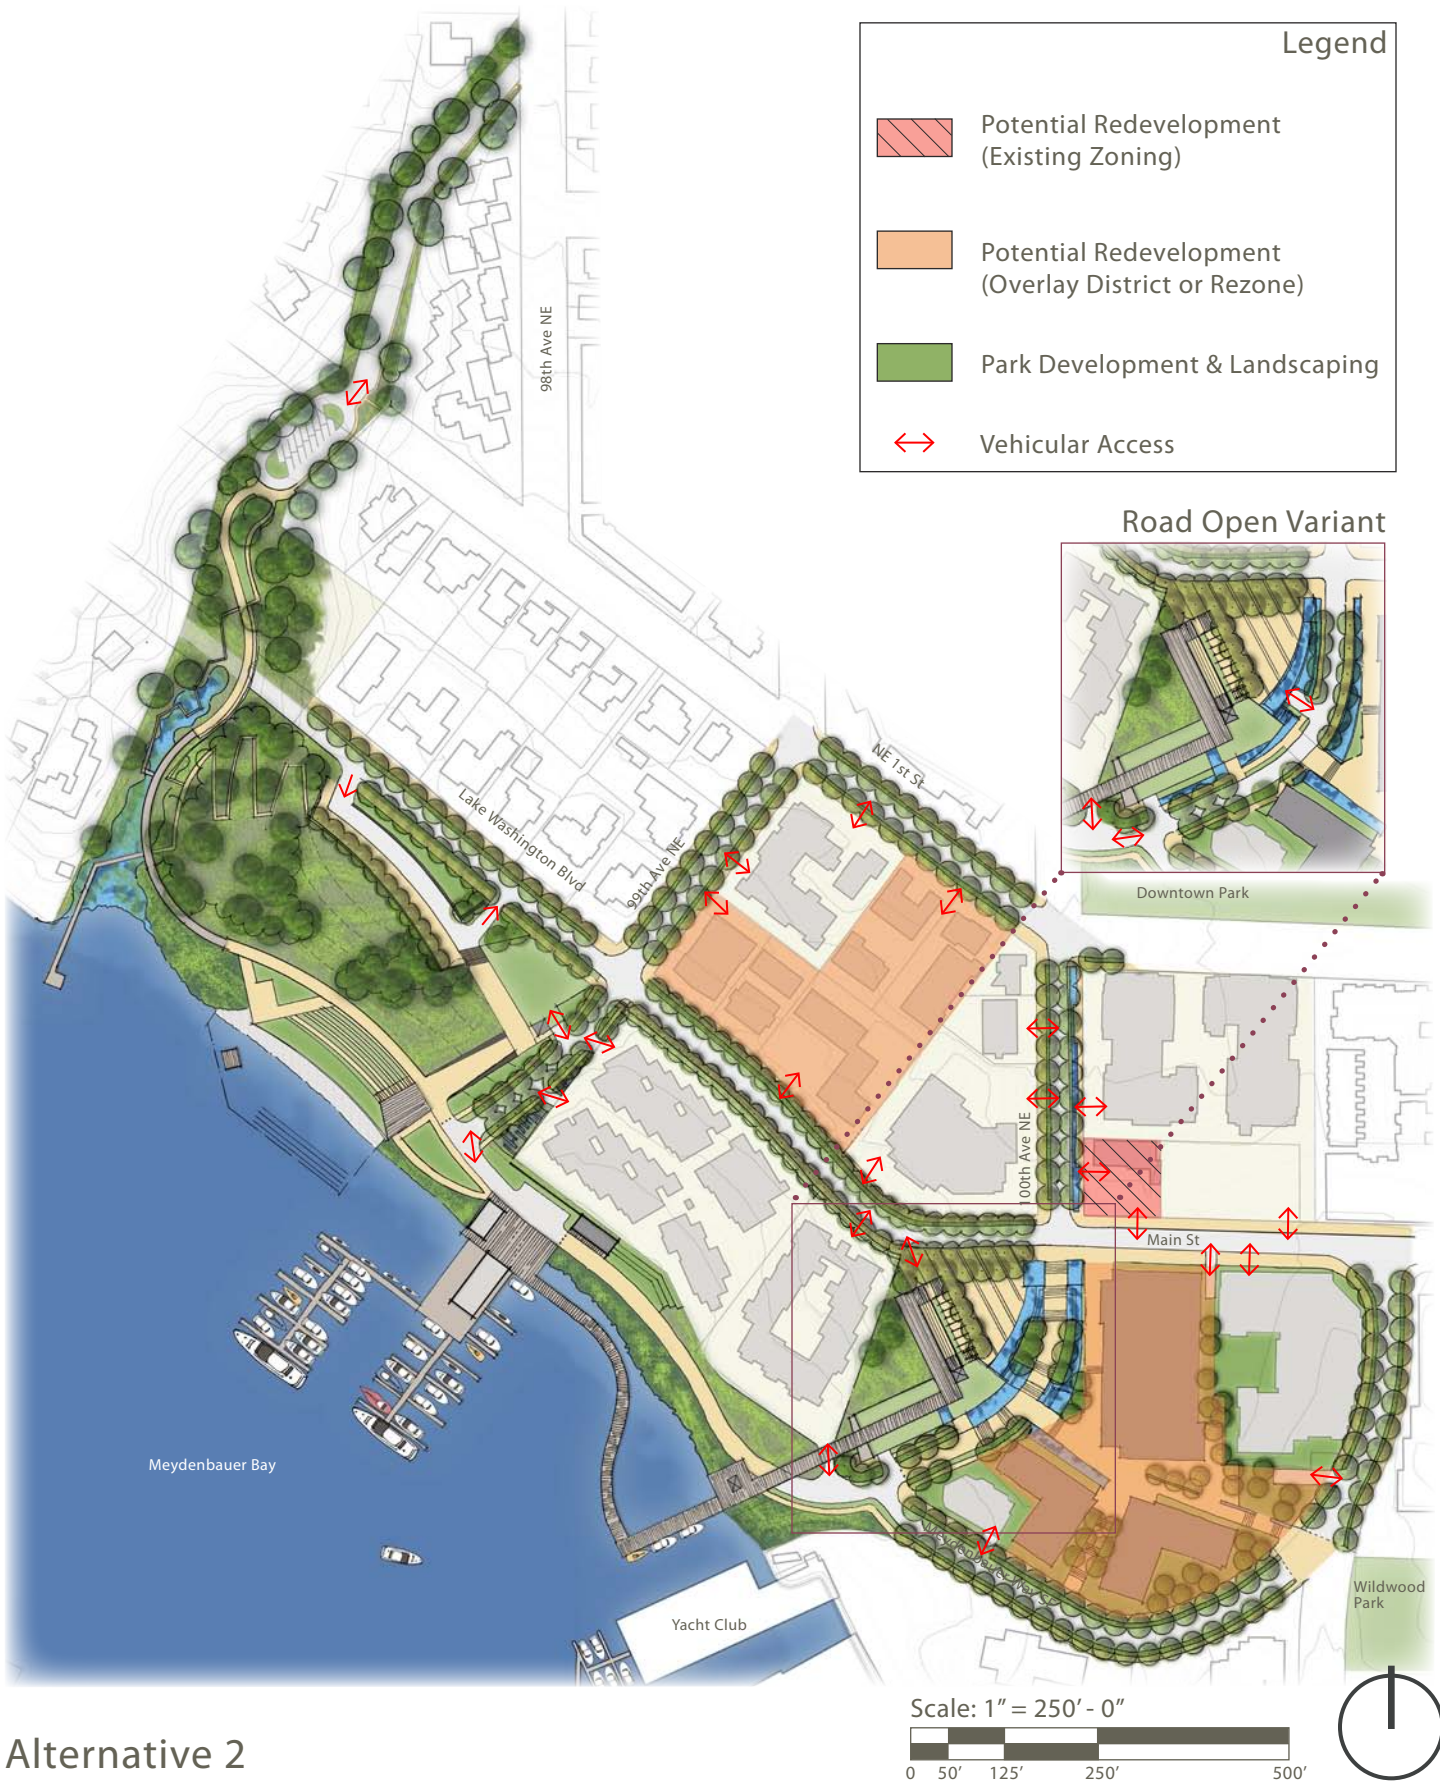 Legend
Potential Redevelopment
(Existing Zoning)
Potential Redevelopment
(Overlay District or Rezone)
Park Development & Landscaping
Vehicular Access
Road Open Variant
98th Ave NE
NE 1st St
Lake Washington Blvd
99th Ave NE
Downtown Park
100th Ave NE
Main St
Meydenbauer Bay
Meydenbauer Way S
Wildwood
Park
Yacht Club
Scale: 1” = 250’ - 0”
0 50’ 125’ 250’ 500’
Alternative 2